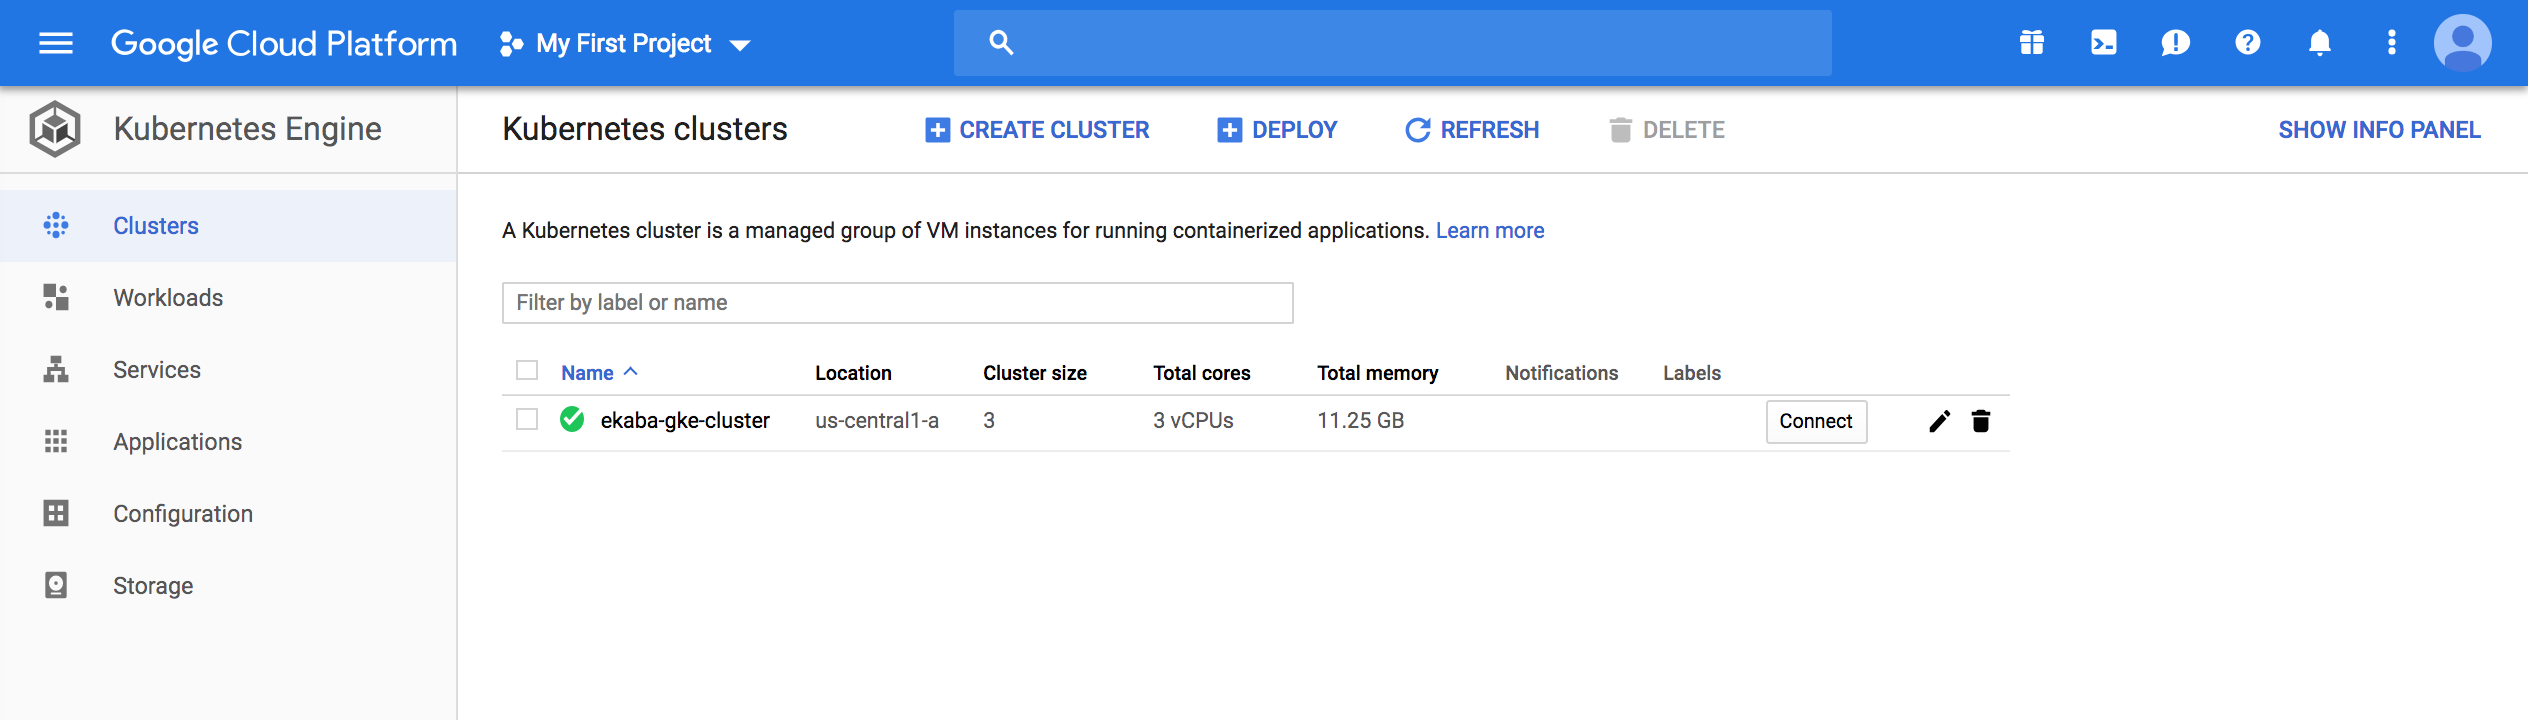 Google Cloud Platform My First Project
Kubernetes Engine
Kubernetes clusters CREATE CLUSTER DEPLOY REFRESH DELETE SHOW INFO PANEL
Clusters
Workloads
Services
Applications
Configuration
Storage
A Kubernetes cluster is a managed group of VM instances for running containerized applications. Learn more
Filter by label or name
Name Location Cluster size Total cores Total memory Notifications Labels
ekaba-gke-cluster us-central1-a 3 3 vCPUs 11.25 GB Connect